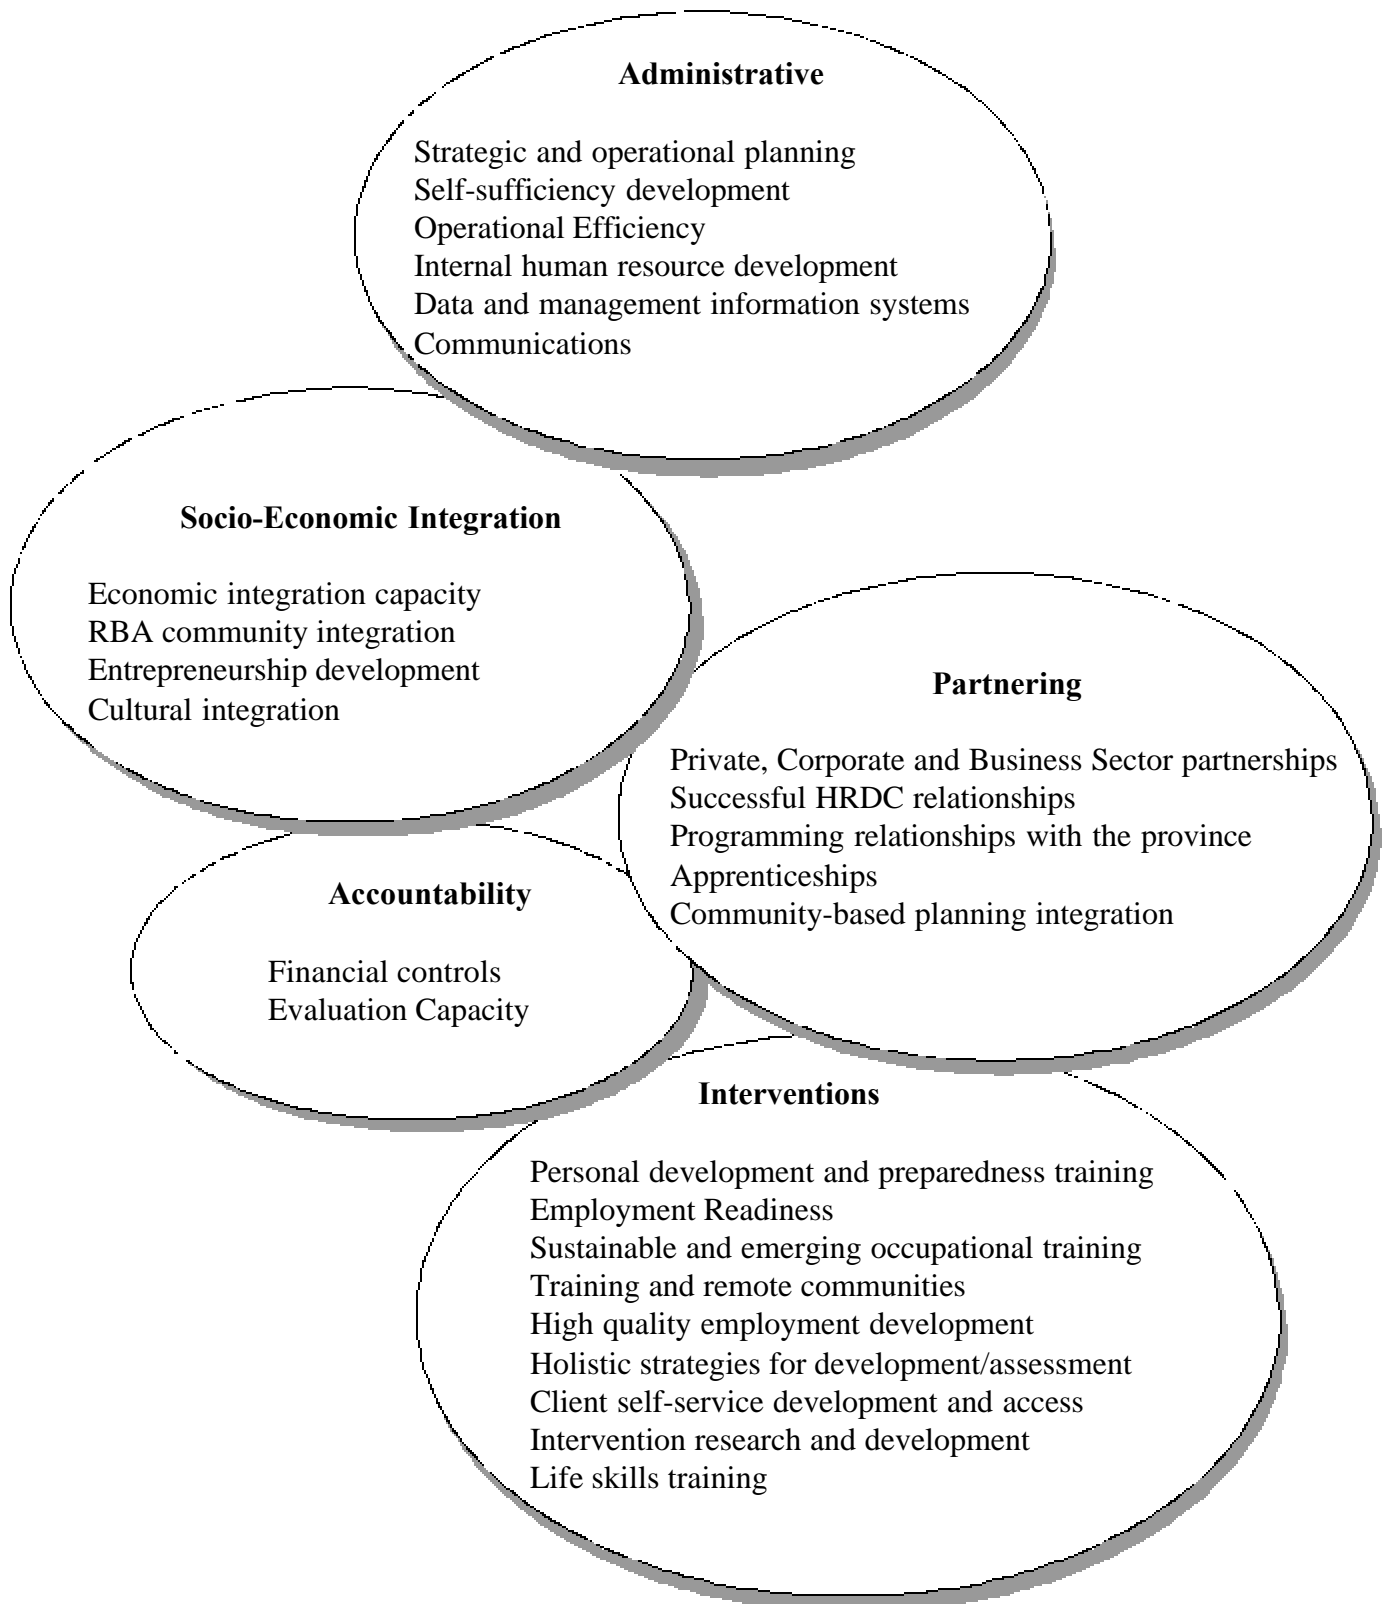 Administrative
Strategic and operational planning
Self-sufficiency development
Operational Efficiency
Internal human resource development
Data and management information systems
Communications
Socio-Economic Integration
Economic integration capacity
RBA community integration
Entrepreneurship development
Cultural integration
Partnering
Private, Corporate and Business Sector partnerships
Successful HRDC relationships
Programming relationships with the province
Apprenticeships
Community-based planning integration
Accountability
Financial controls
Evaluation Capacity
Interventions
Personal development and preparedness training
Employment Readiness
Sustainable and emerging occupational training
Training and remote communities
High quality employment development
Holistic strategies for development/assessment
Client self-service development and access
Intervention research and development
Life skills training